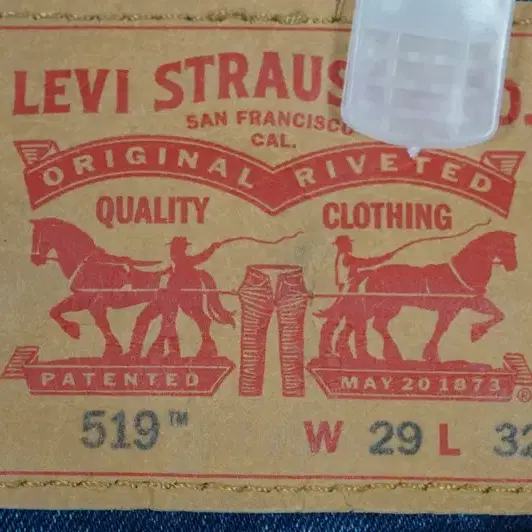 LEVI STRAUS
SAN FRANCISCO
CAL.
ORIGINAL RIVETED
QUALITY CLOTHING
PATENTED MAY 20 1873 ®
519™ W 29 L 32